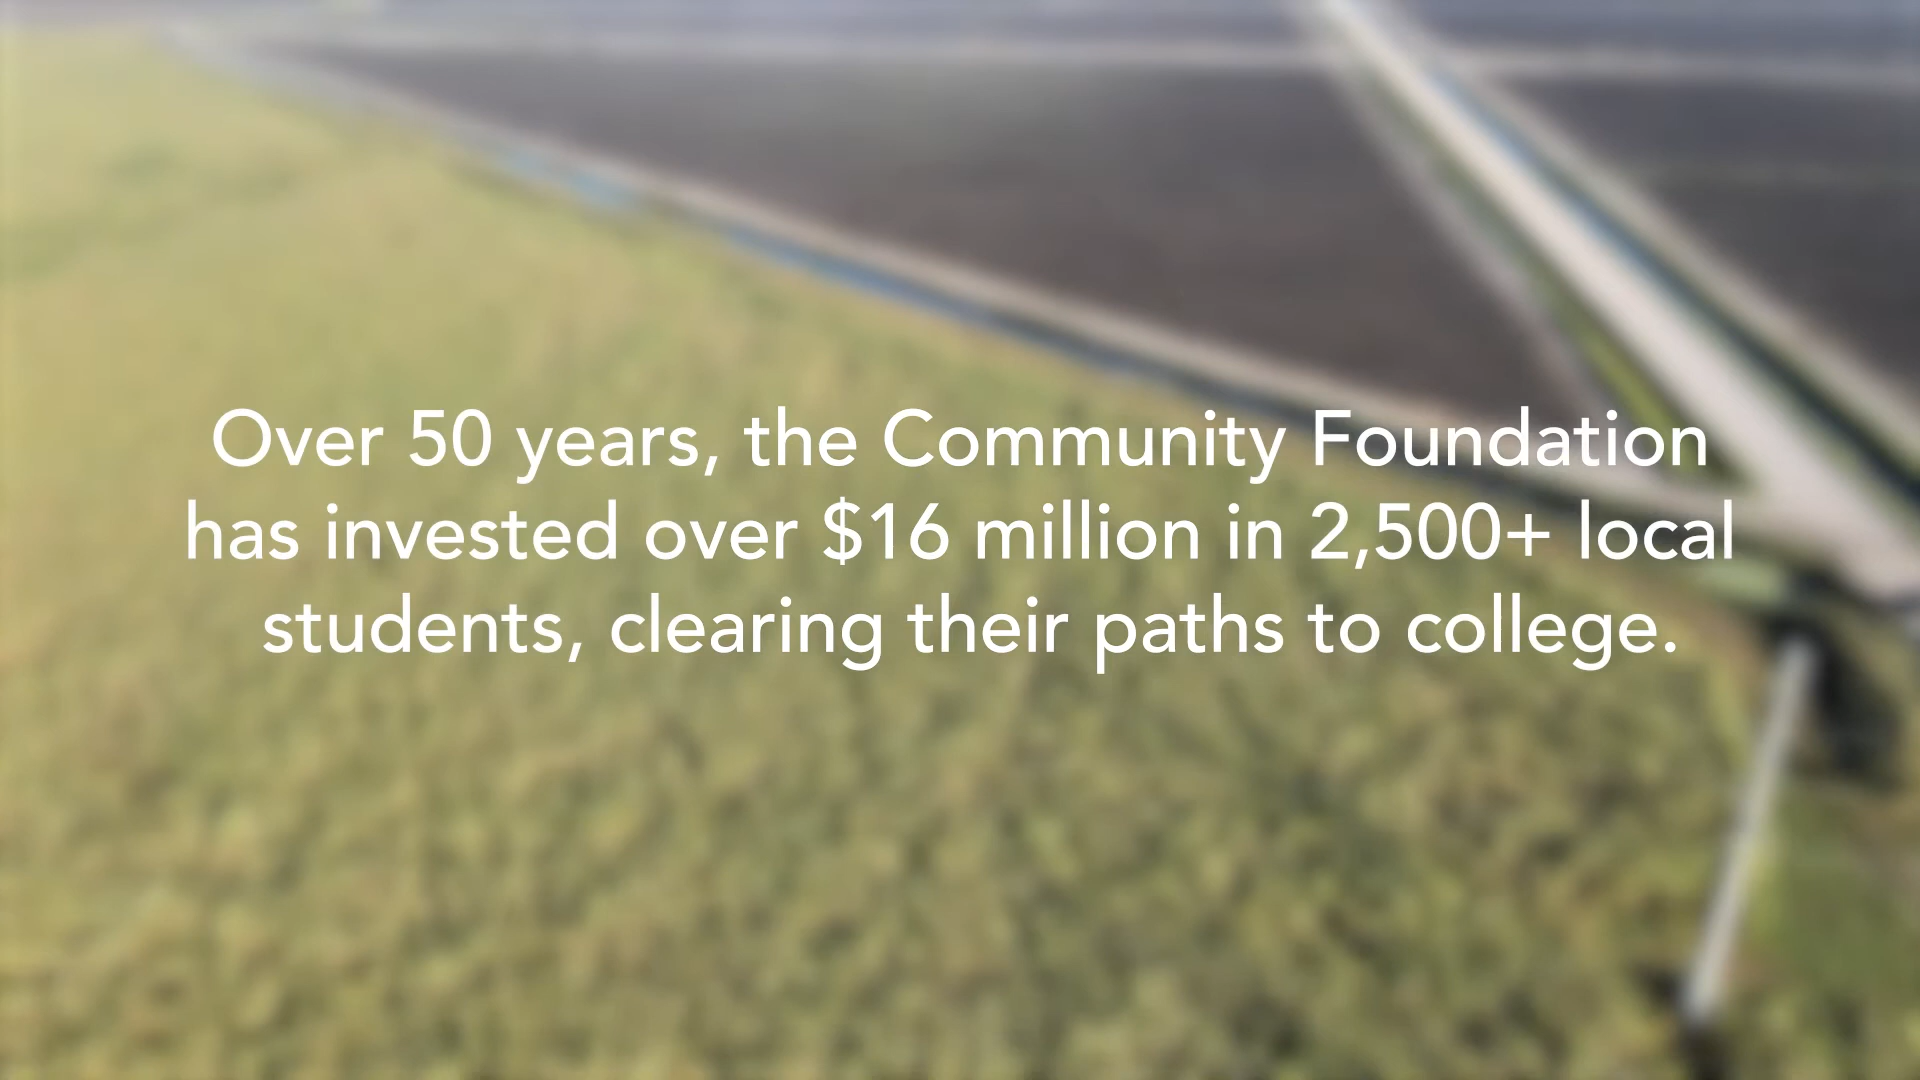 Over 50 years, the Community Foundation
has invested over $16 million in 2,500+ local
students, clearing their paths to college.